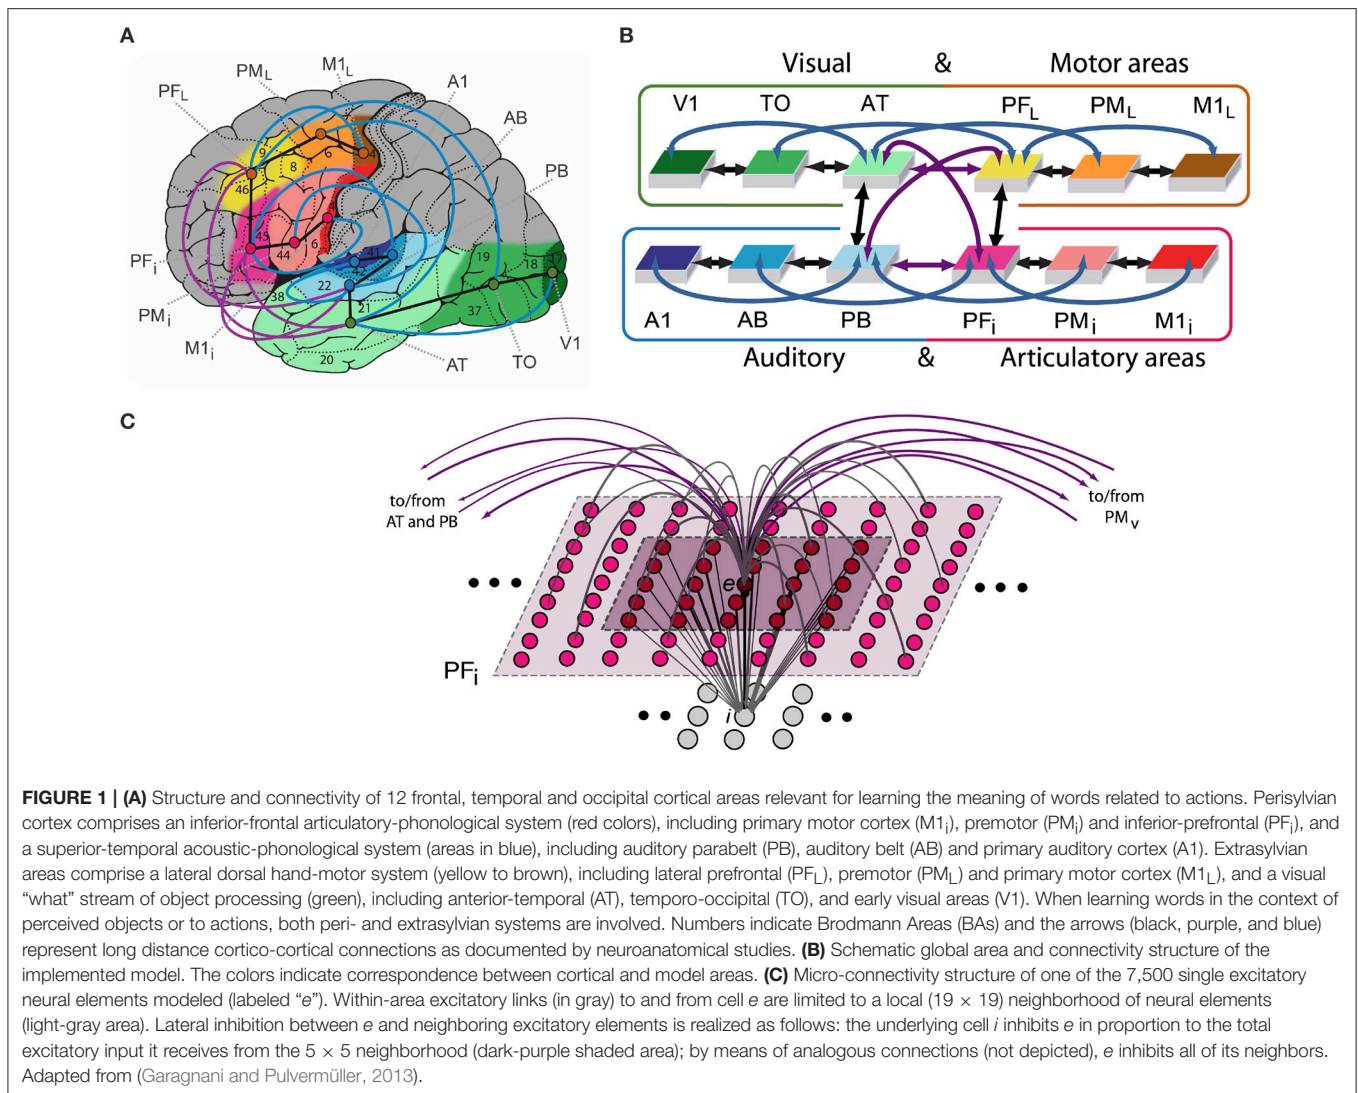 A
PF_L
PM_L
M1_L
A1
AB
PB
9
8
6
4
46
45
44
6
4
41
42
22
38
21
20
19
18
37
PF_i
PM_i
M1_i
AT
TO
V1
B
Visual & Motor areas
V1 TO AT PF_L PM_L M1_L
A1 AB PB PF_i PM_i M1_i
Auditory & Articulatory areas
C
to/from
AT and PB
to/from
PM_v
e
PF_i
i
FIGURE 1 | (A) Structure and connectivity of 12 frontal, temporal and occipital cortical areas relevant for learning the meaning of words related to actions. Perisylvian
cortex comprises an inferior-frontal articulatory-phonological system (red colors), including primary motor cortex (M1_i), premotor (PM_i) and inferior-prefrontal (PF_i), and
a superior-temporal acoustic-phonological system (areas in blue), including auditory parabelt (PB), auditory belt (AB) and primary auditory cortex (A1). Extrasylvian
areas comprise a lateral dorsal hand-motor system (yellow to brown), including lateral prefrontal (PF_L), premotor (PM_L) and primary motor cortex (M1_L), and a visual
“what” stream of object processing (green), including anterior-temporal (AT), temporo-occipital (TO), and early visual areas (V1). When learning words in the context of
perceived objects or to actions, both peri- and extrasylvian systems are involved. Numbers indicate Brodmann Areas (BAs) and the arrows (black, purple, and blue)
represent long distance cortico-cortical connections as documented by neuroanatomical studies. (B) Schematic global area and connectivity structure of the
implemented model. The colors indicate correspondence between cortical and model areas. (C) Micro-connectivity structure of one of the 7,500 single excitatory
neural elements modeled (labeled “e”). Within-area excitatory links (in gray) to and from cell e are limited to a local (19 × 19) neighborhood of neural elements
(light-gray area). Lateral inhibition between e and neighboring excitatory elements is realized as follows: the underlying cell i inhibits e in proportion to the total
excitatory input it receives from the 5 × 5 neighborhood (dark-purple shaded area); by means of analogous connections (not depicted), e inhibits all of its neighbors.
Adapted from (Garagnani and Pulvermüller, 2013).